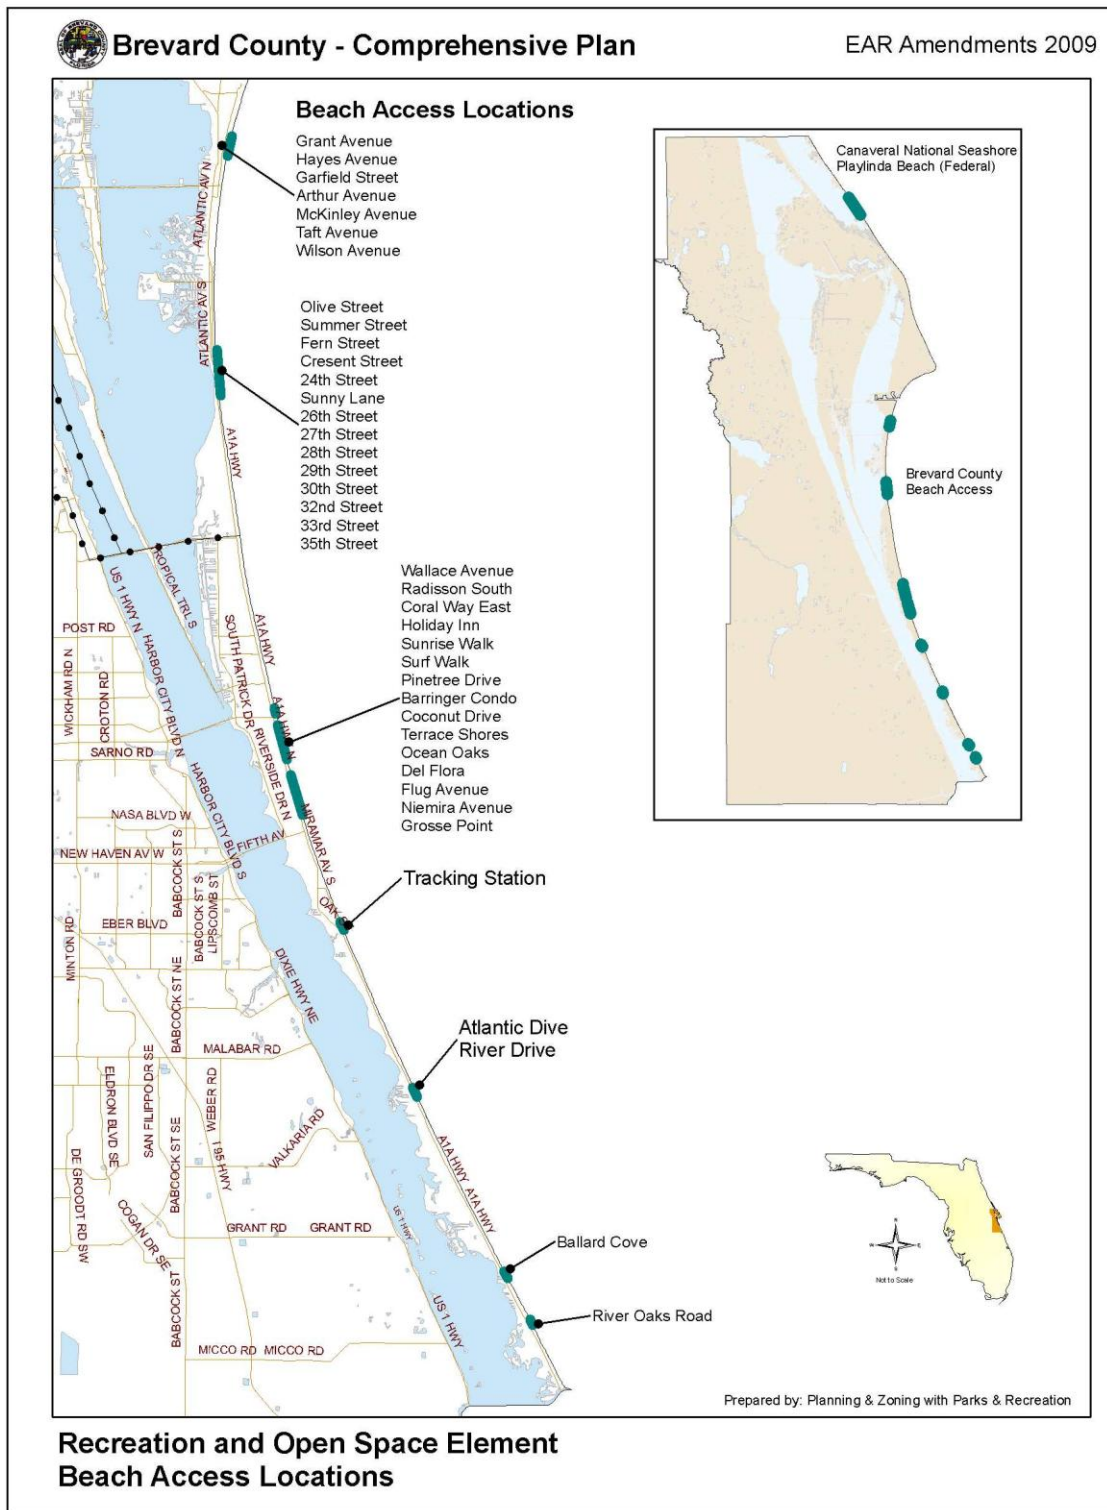 Brevard County - Comprehensive Plan
EAR Amendments 2009
Beach Access Locations
Grant Avenue
Hayes Avenue
Garfield Street
Arthur Avenue
McKinley Avenue
Taft Avenue
Wilson Avenue
Olive Street
Summer Street
Fern Street
Cresent Street
24th Street
Sunny Lane
26th Street
27th Street
28th Street
29th Street
30th Street
32nd Street
33rd Street
35th Street
Wallace Avenue
Radisson South
Coral Way East
Holiday Inn
Sunrise Walk
Surf Walk
Pinetree Drive
Barringer Condo
Coconut Drive
Terrace Shores
Ocean Oaks
Del Flora
Flug Avenue
Niemira Avenue
Grosse Point
Tracking Station
Atlantic Dive
River Drive
Ballard Cove
River Oaks Road
Canaveral National Seashore
Playlinda Beach (Federal)
Brevard County
Beach Access
ATLANTIC AV N
ATLANTIC AV S
A1A HWY
A1A HWY
A1A HWY N
US 1 HWY N
ROPICAL TRL S
POST RD
WICKHAM RD N
CROTON RD
HARBOR CITY BLVD N
SOUTH PATRICK DR
RIVERSIDE DR N
SARNO RD
HARBOR CITY BLVD S
NASA BLVD W
NEW HAVEN AV W
BABCOCK ST S
BABCOCK ST S
LIPSCOMB ST
FIFTH AV
MIRAMAR AV S
OAK
EBER BLVD
MINTON RD
BABCOCK ST NE
DIXIE HWY NE
MALABAR RD
ELDRON BLVD SE
SAN FILIPPO DR SE
WEBER RD
I 95 HWY
VALKARIA RD
BABCOCK ST SE
DE GROODT RD SW
COGAN DR SE
GRANT RD
GRANT RD
US 1 HWY
A1A HWY
A1A HWY
BABCOCK ST
US 1 HWY
MICCO RD
MICCO RD
N
W
E
S
Not to Scale
Prepared by: Planning & Zoning with Parks & Recreation
Recreation and Open Space Element
Beach Access Locations